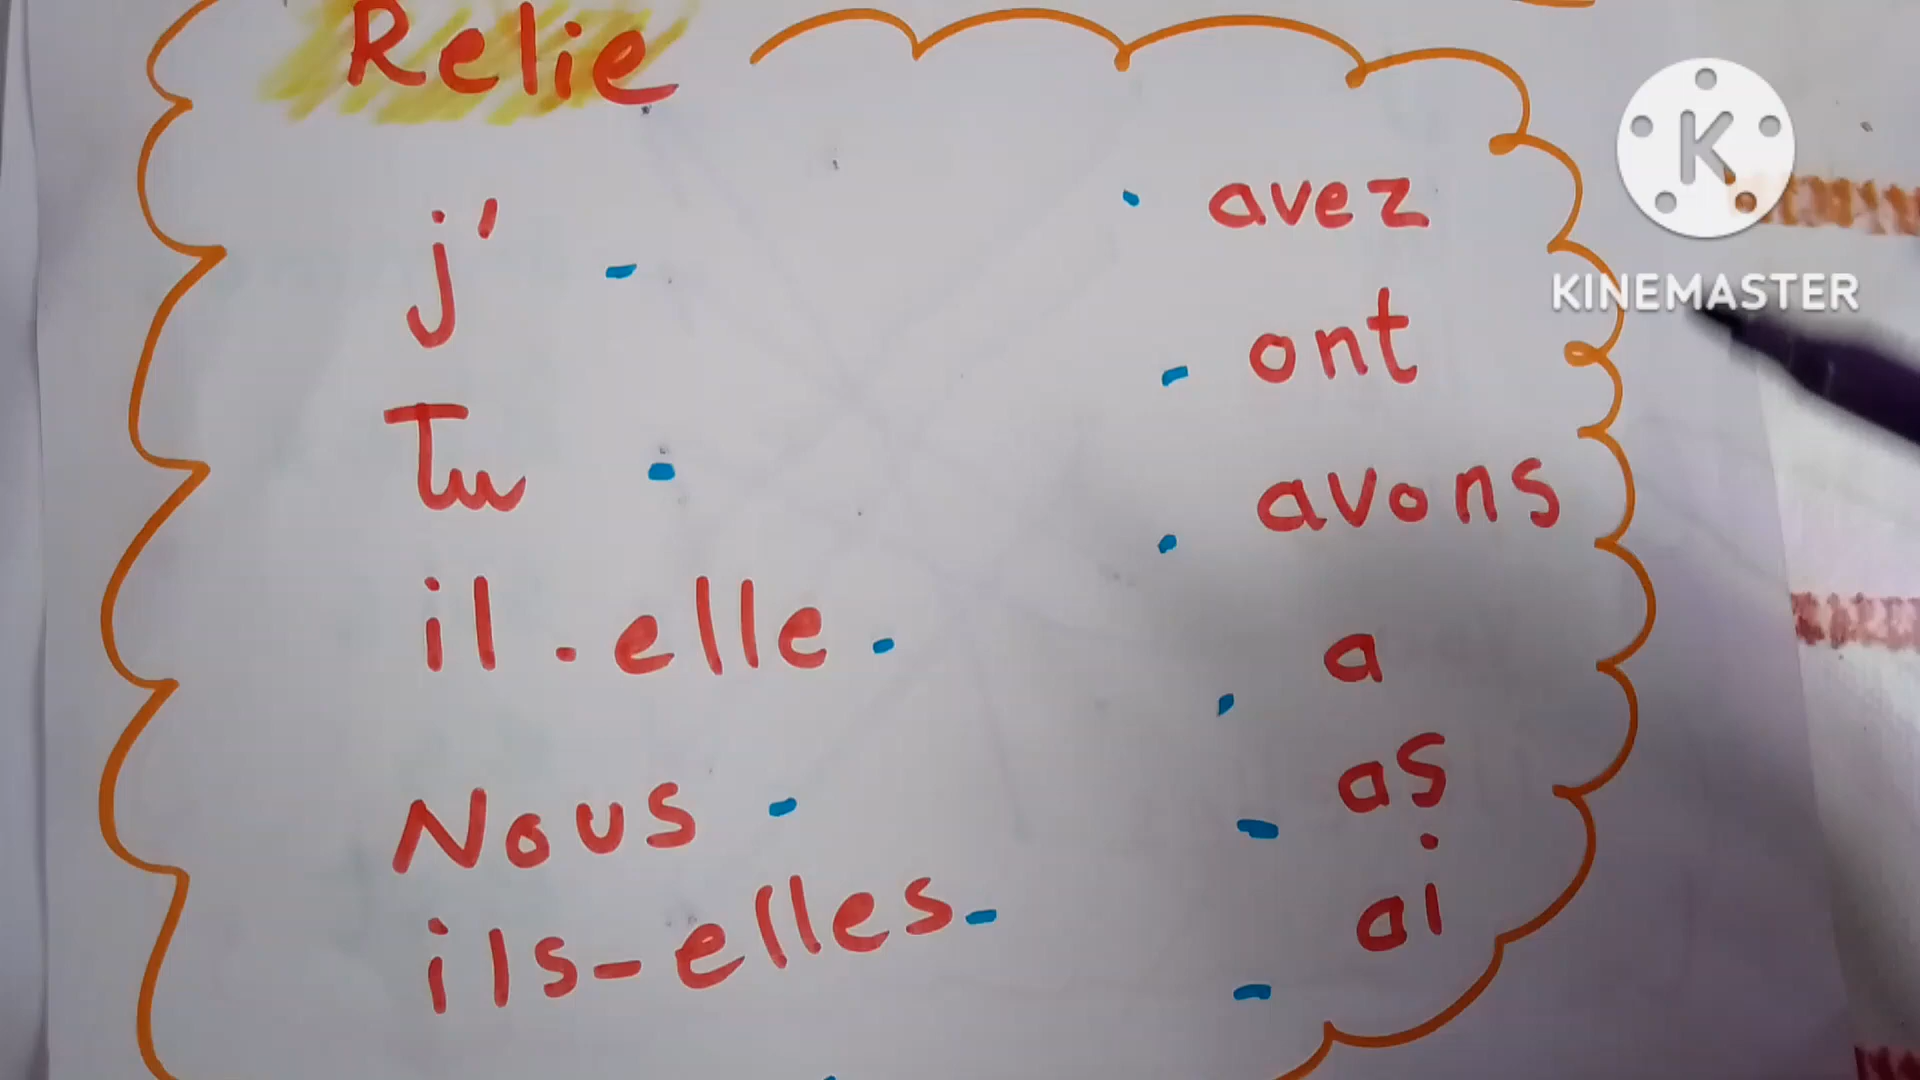 Relie
j' - . avez
- ont
Tu - . avons
il . elle . . a
Nous - - as
ils - elles - - ai
K
KINEMASTER